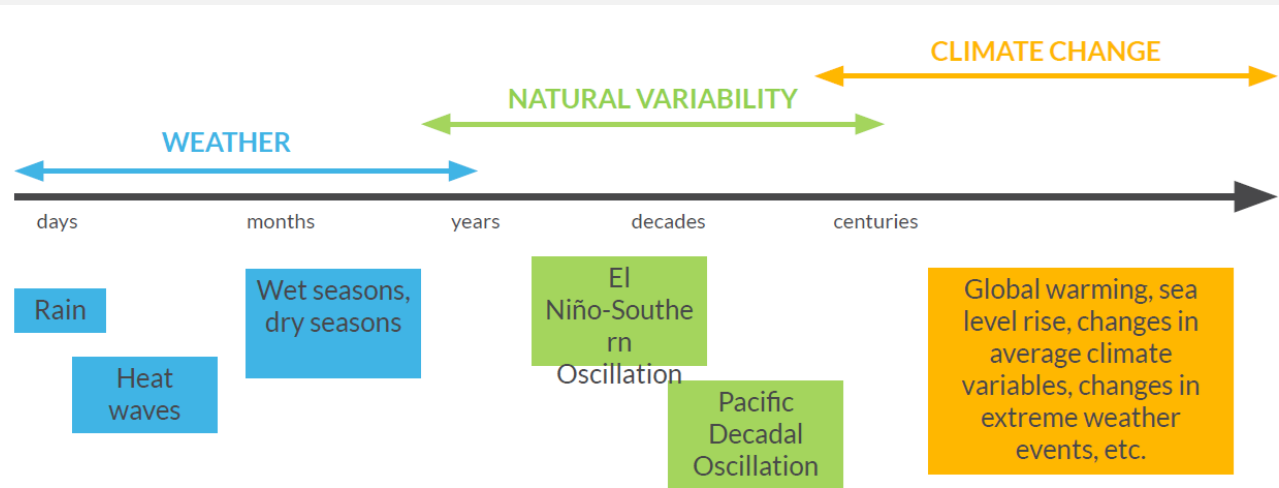 CLIMATE CHANGE
NATURAL VARIABILITY
WEATHER
days months years decades centuries
Rain
Heat
waves
Wet seasons,
dry seasons
El
Niño-Southe
rn
Oscillation
Pacific
Decadal
Oscillation
Global warming, sea
level rise, changes in
average climate
variables, changes in
extreme weather
events, etc.